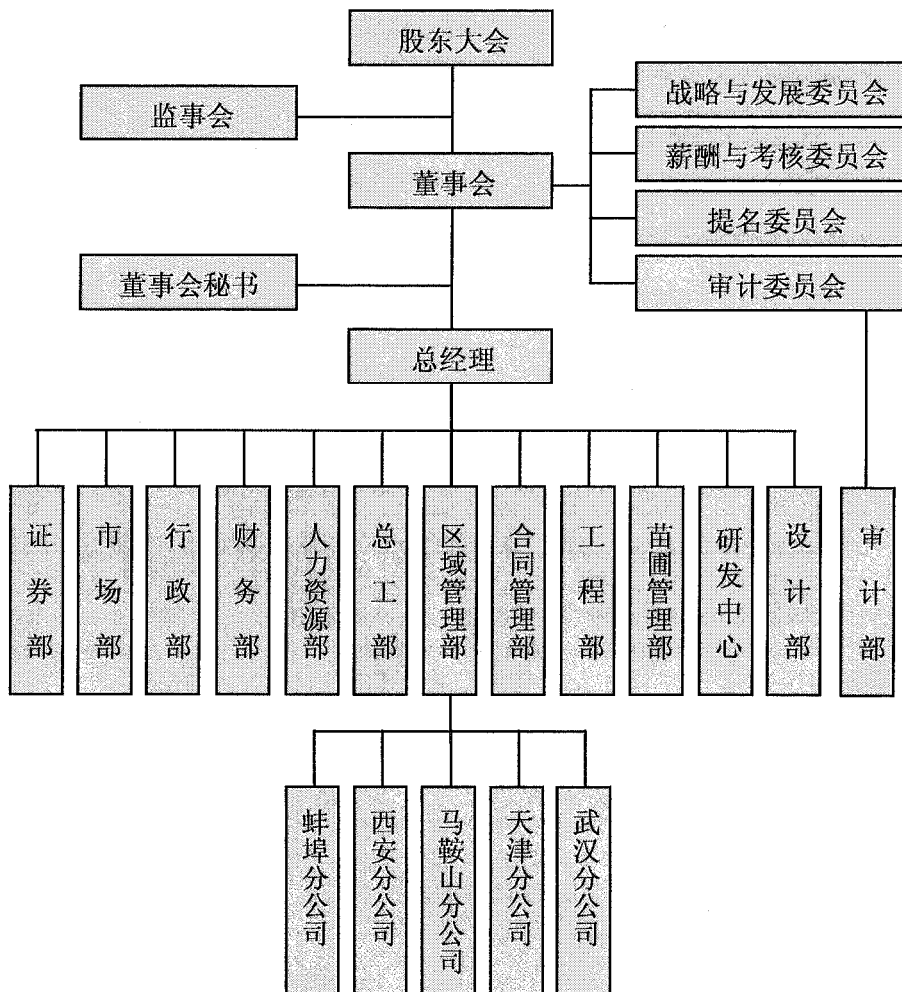 股东大会
战略与发展委员会
监事会
薪酬与考核委员会
董事会
提名委员会
董事会秘书
审计委员会
总经理
证券部
市场部
行政部
财务部
人力资源部
总工部
区域管理部
合同管理部
工程部
苗圃管理部
研发中心
设计部
审计部
蚌埠分公司
西安分公司
马鞍山分公司
天津分公司
武汉分公司